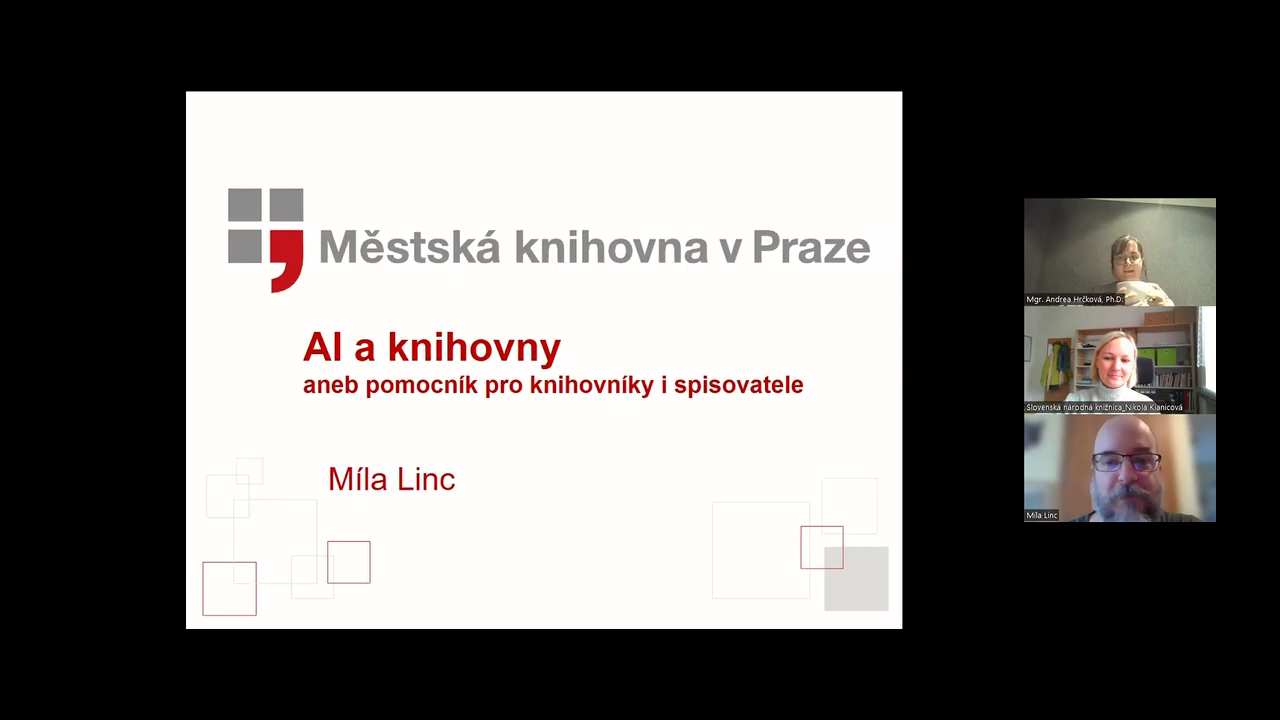 Městská knihovna v Praze
AI a knihovny
aneb pomocník pro knihovníky i spisovatele
Míla Linc
Mgr. Andrea Hrčková, Ph.D.
Slovenská národná knižnica_Nikola Klanicová
Míla Linc